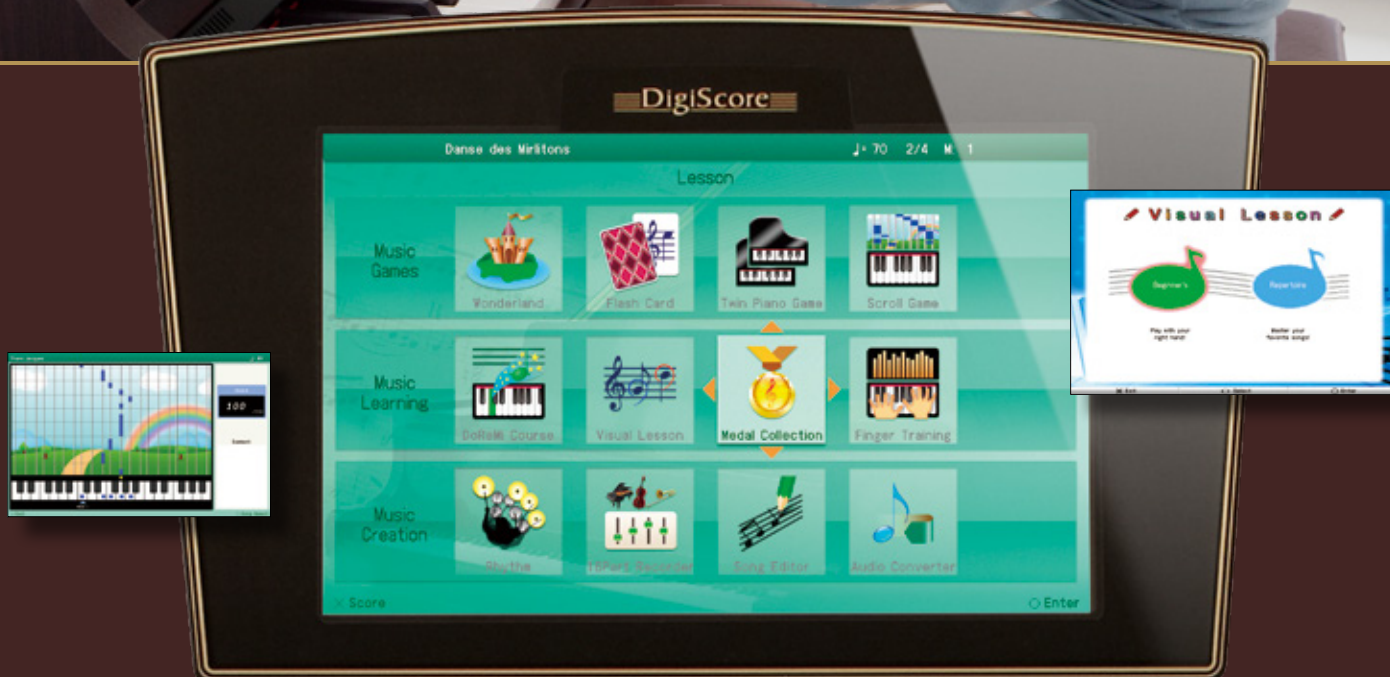 DigiScore
Danse des Mirlitons
♩= 70 2/4 M: 1
Lesson
Music
Games
Wonderland
Flash Card
Twin Piano Game
Scroll Game
Music
Learning
DoReMi Course
Visual Lesson
Medal Collection
Finger Training
Music
Creation
Rhythm
16Part Recorder
Song Editor
Audio Converter
× Score
○ Enter
100
Visual Lesson
Beginner's
Repertoire
Play with your
right hand!
Master your
favorite songs!